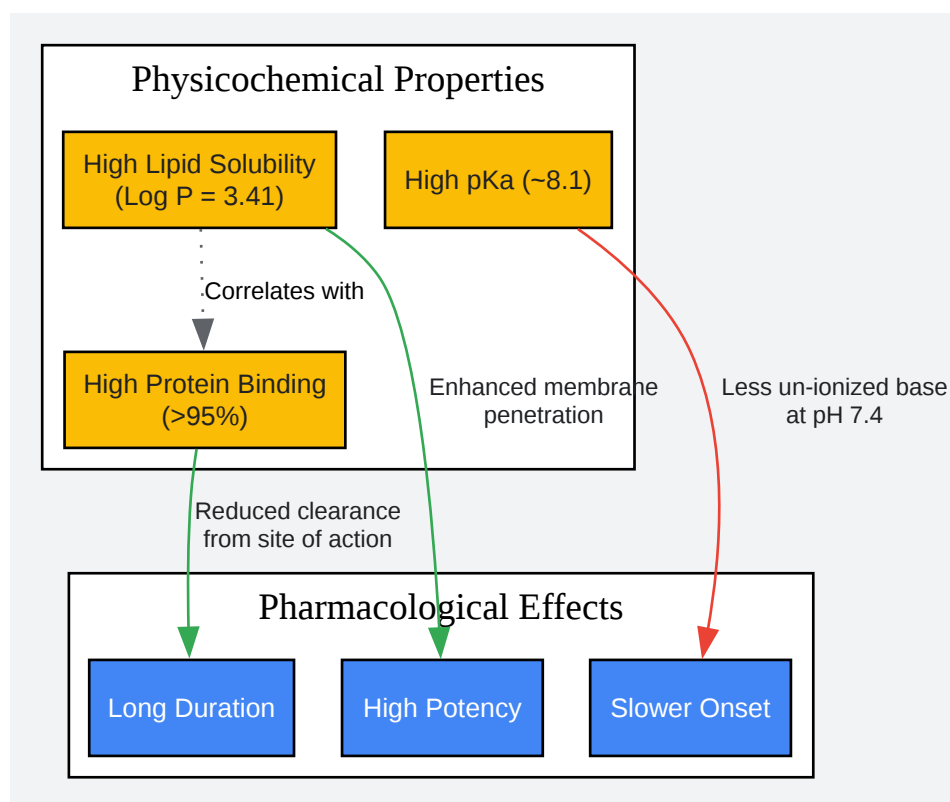 Physicochemical Properties
High Lipid Solubility
(Log P = 3.41)
High pKa (~8.1)
Correlates with
High Protein Binding
(>95%)
Enhanced membrane
penetration
Less un-ionized base
at pH 7.4
Reduced clearance
from site of action
Pharmacological Effects
Long Duration
High Potency
Slower Onset